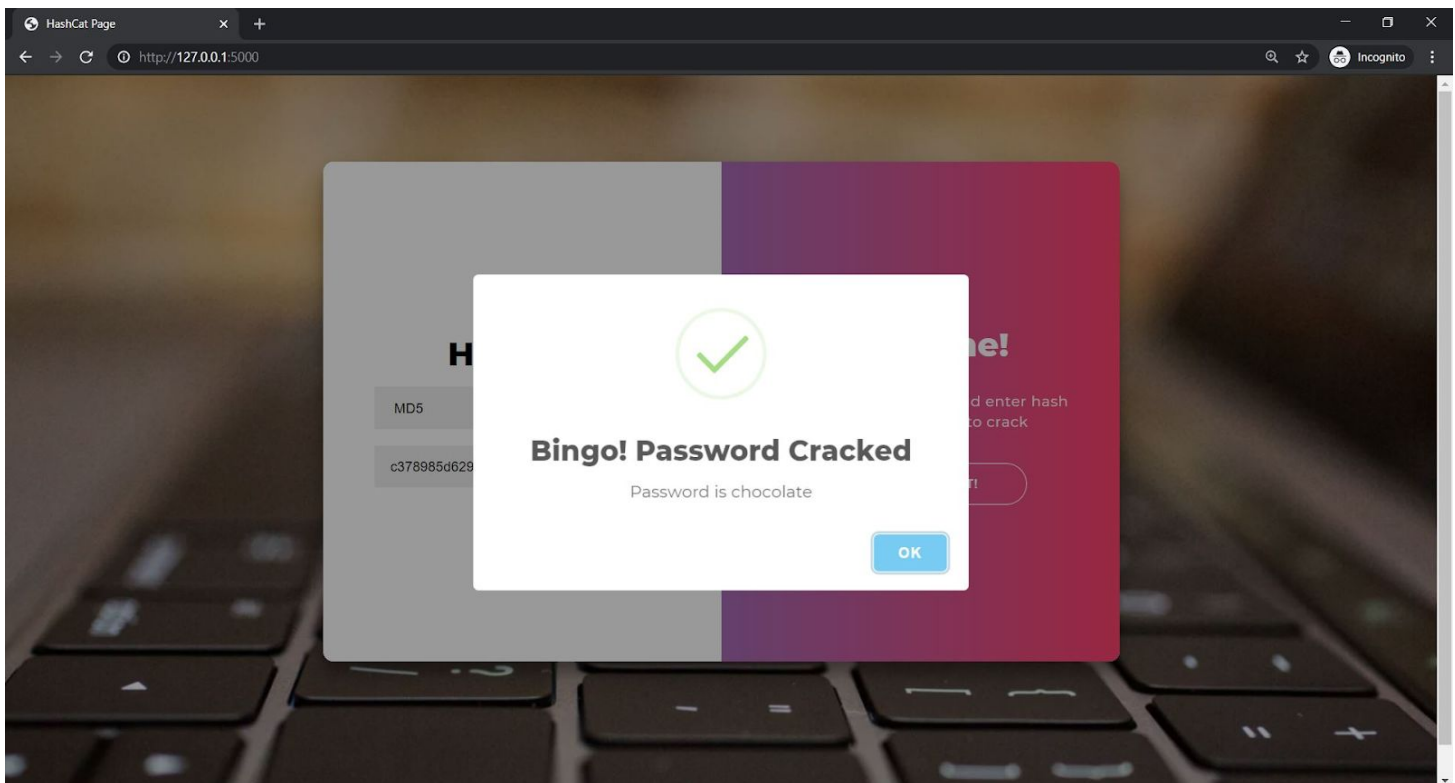 HashCat Page
http://127.0.0.1:5000
Incognito
H
ne!
MD5
d enter hash
to crack
c378985d629
T!
Bingo! Password Cracked
Password is chocolate
OK